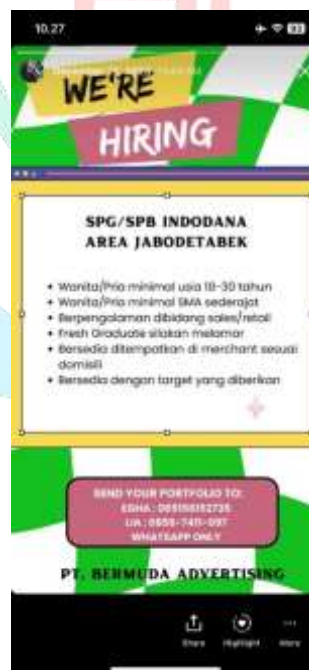 10.27
WE'RE
HIRING
SPG/SPB INDODANA
AREA JABODETABEK
• Wanita/Pria minimal usia 18-30 tahun
• Wanita/Pria minimal SMA sederajat
• Berpengalaman dibidang sales/retail
• Fresh Graduate silakan melamar
• Bersedia ditempatkan di merchant sesuai
domisili
• Bersedia dengan target yang diberikan
SEND YOUR PORTFOLIO TO:
EGHA :
LIA :
WHATSAPP ONLY
PT. BERMUDA ADVERTISING
Share
Highlight
More